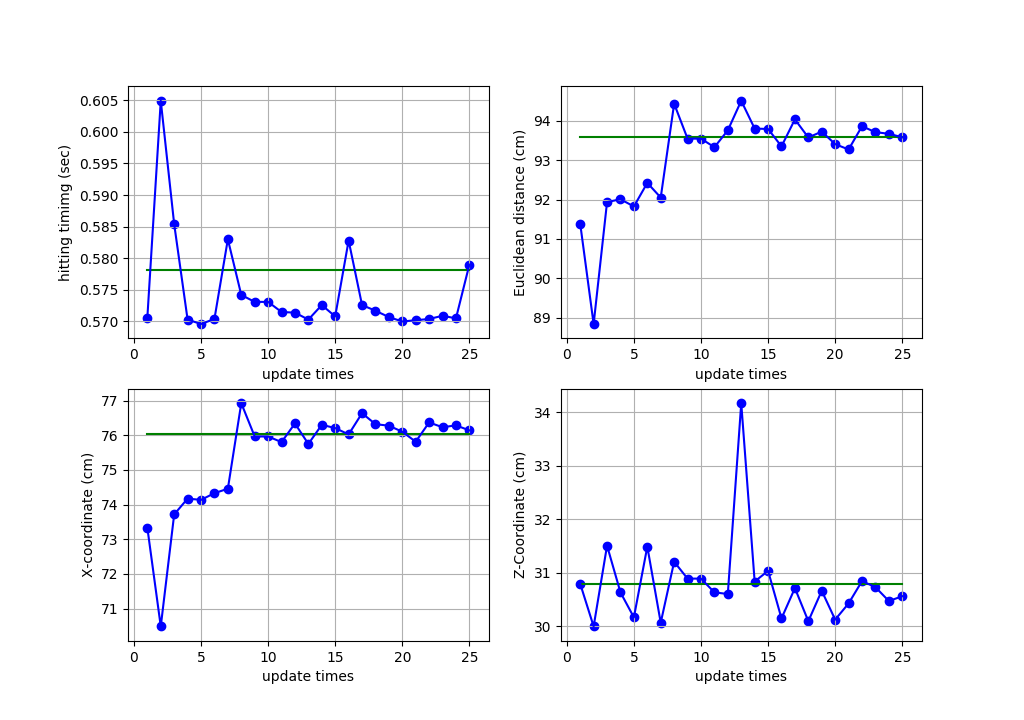 0.605
0.600
0.595
0.590
0.585
0.580
0.575
0.570
hitting timimg (sec)
0 5 10 15 20 25
update times
94
93
92
91
90
89
Euclidean distance (cm)
0 5 10 15 20 25
update times
77
76
75
74
73
72
71
X-coordinate (cm)
0 5 10 15 20 25
update times
34
33
32
31
30
Z-Coordinate (cm)
0 5 10 15 20 25
update times